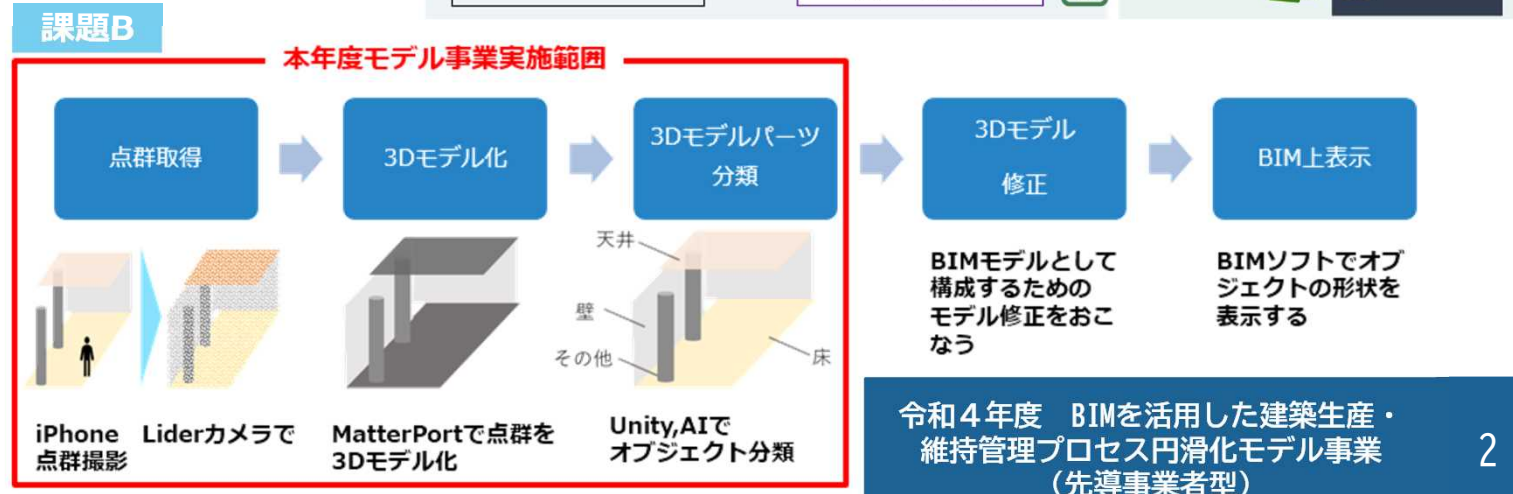 課題B
本年度モデル事業実施範囲
点群取得
3Dモデル化
3Dモデルパーツ
分類
3Dモデル
修正
BIM上表示
天井
壁
その他
床
iPhone Liderカメラで
点群撮影
MatterPortで点群を
3Dモデル化
Unity,AIで
オブジェクト分類
BIMモデルとして
構成するための
モデル修正をおこ
なう
BIMソフトでオブ
ジェクトの形状を
表示する
令和４年度 BIMを活用した建築生産・
維持管理プロセス円滑化モデル事業
（先導事業者型）
2